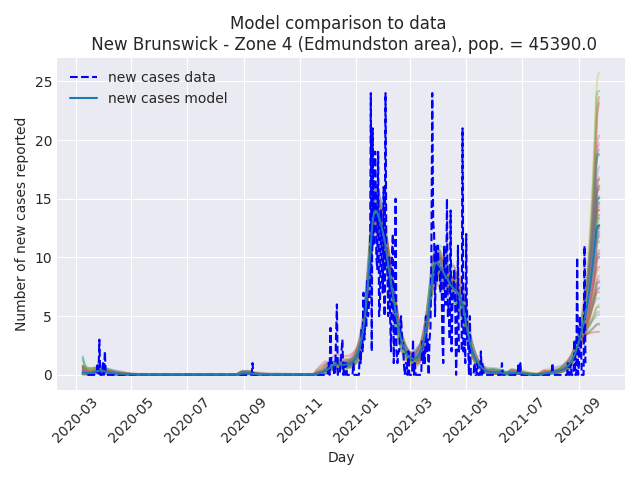 Model comparison to data
New Brunswick - Zone 4 (Edmundston area), pop. = 45390.0
new cases data
new cases model
Number of new cases reported
25
20
15
10
5
0
2020-03
2020-05
2020-07
2020-09
2020-11
2021-01
2021-03
2021-05
2021-07
2021-09
Day